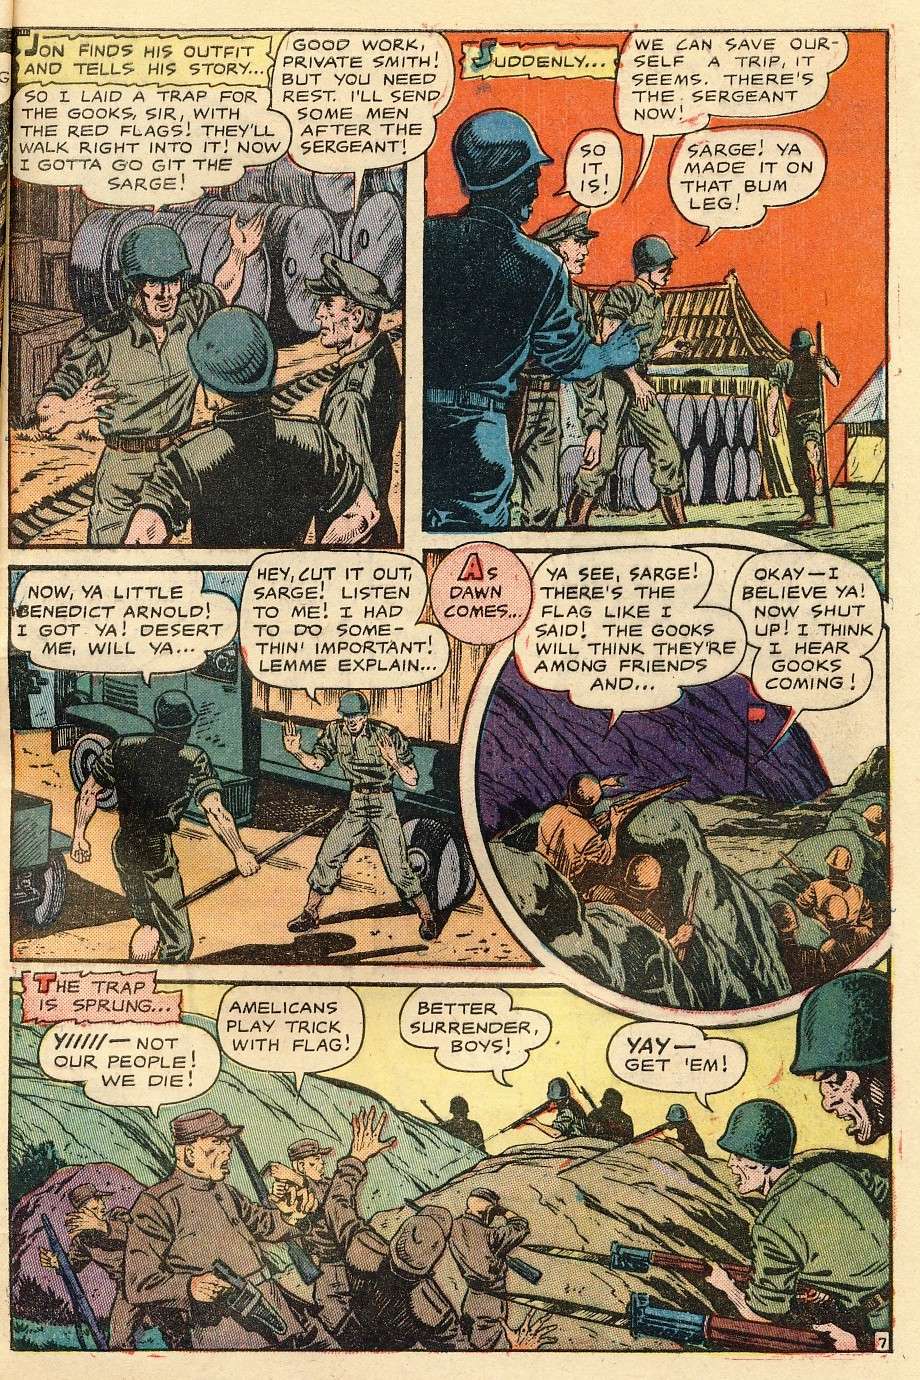 JON FINDS HIS OUTFIT
AND TELLS HIS STORY...
SO I LAID A TRAP FOR
THE GOOKS, SIR, WITH
THE RED FLAGS! THEY'LL
WALK RIGHT INTO IT! NOW
I GOTTA GO GIT THE
SARGE!
GOOD WORK,
PRIVATE SMITH!
BUT YOU NEED
REST. I'LL SEND
SOME MEN
AFTER THE
SERGEANT!
SUDDENLY...
WE CAN SAVE OUR-
SELF A TRIP, IT
SEEMS. THERE'S
THE SERGEANT
NOW!
SO
IT
IS!
SARGE! YA
MADE IT ON
THAT BUM
LEG!
NOW, YA LITTLE
BENEDICT ARNOLD!
I GOT YA! DESERT
ME, WILL YA...
HEY, CUT IT OUT,
SARGE! LISTEN
TO ME! I HAD
TO DO SOME-
THIN' IMPORTANT!
LEMME EXPLAIN...
AS
DAWN
COMES...
YA SEE, SARGE!
THERE'S THE
FLAG LIKE I
SAID! THE GOOKS
WILL THINK THEY'RE
AMONG FRIENDS
AND...
OKAY—I
BELIEVE YA!
NOW SHUT
UP! I THINK
I HEAR
GOOKS
COMING!
THE TRAP
IS SPRUNG...
YIIIII— NOT
OUR PEOPLE!
WE DIE!
AMELICANS
PLAY TRICK
WITH FLAG!
BETTER
SURRENDER,
BOYS!
YAY—
GET 'EM!
7